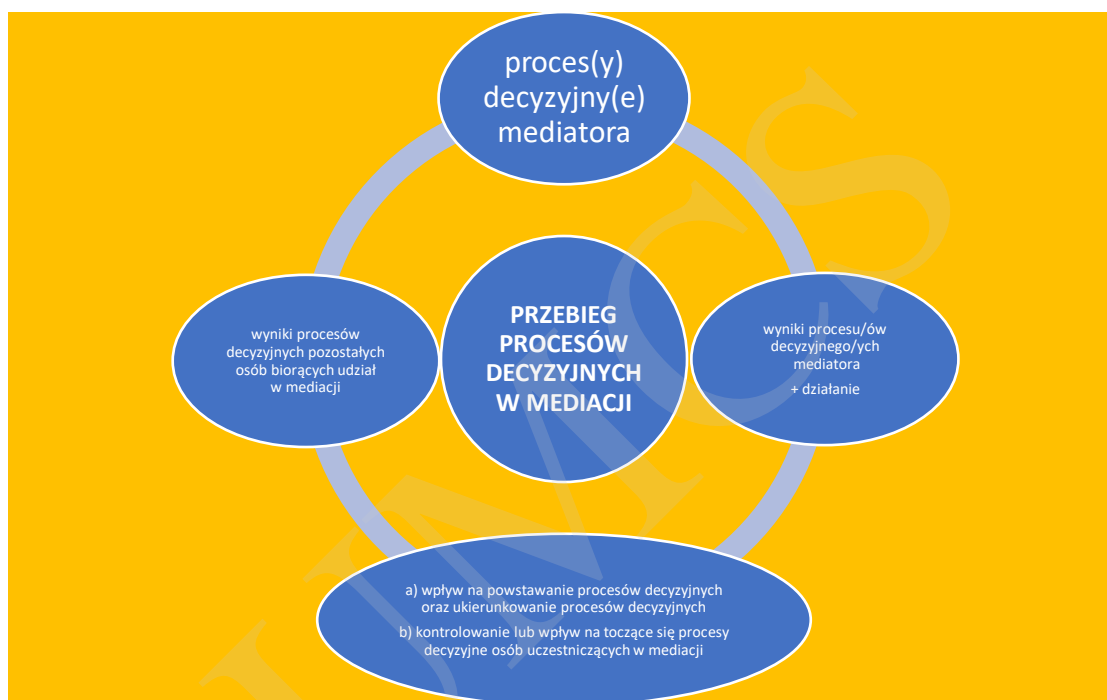 proces(y)
decyzyjny(e)
mediatora
PRZEBIEG
PROCESÓW
DECYZYJNYCH
W MEDIACJI
wyniki procesu/ów
decyzyjnego/ych
mediatora
+ działanie
a) wpływ na powstawanie procesów decyzyjnych
oraz ukierunkowanie procesów decyzyjnych
b) kontrolowanie lub wpływ na toczące się procesy
decyzyjne osób uczestniczących w mediacji
wyniki procesów
decyzyjnych pozostałych
osób biorących udział
w mediacji
UMCS